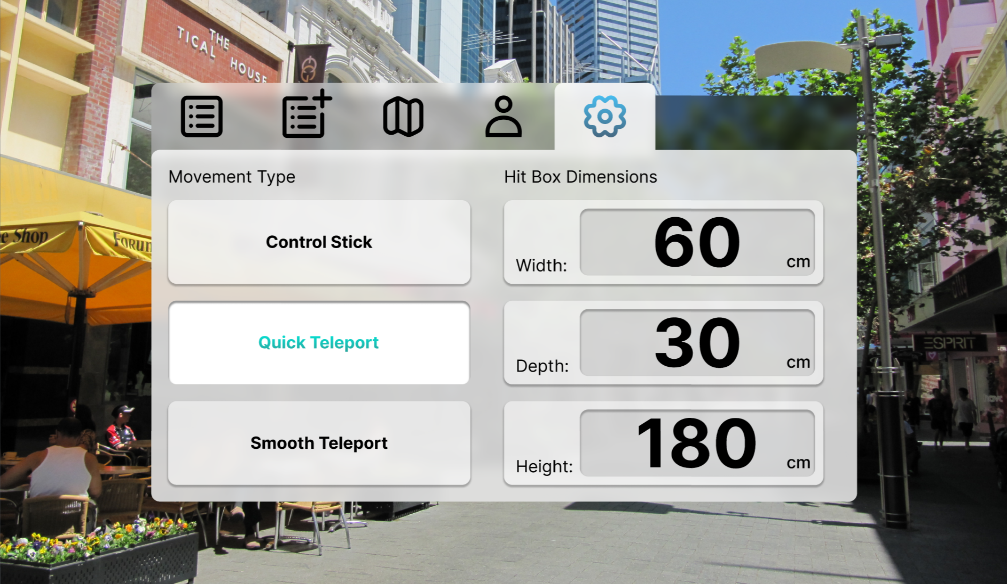 THE
TICAL HOUSE
Movement Type
Hit Box Dimensions
Control Stick
Width:
60
cm
e Shop
FORUM
Quick Teleport
Depth:
30
cm
ESPRIT
Smooth Teleport
Height:
180
cm